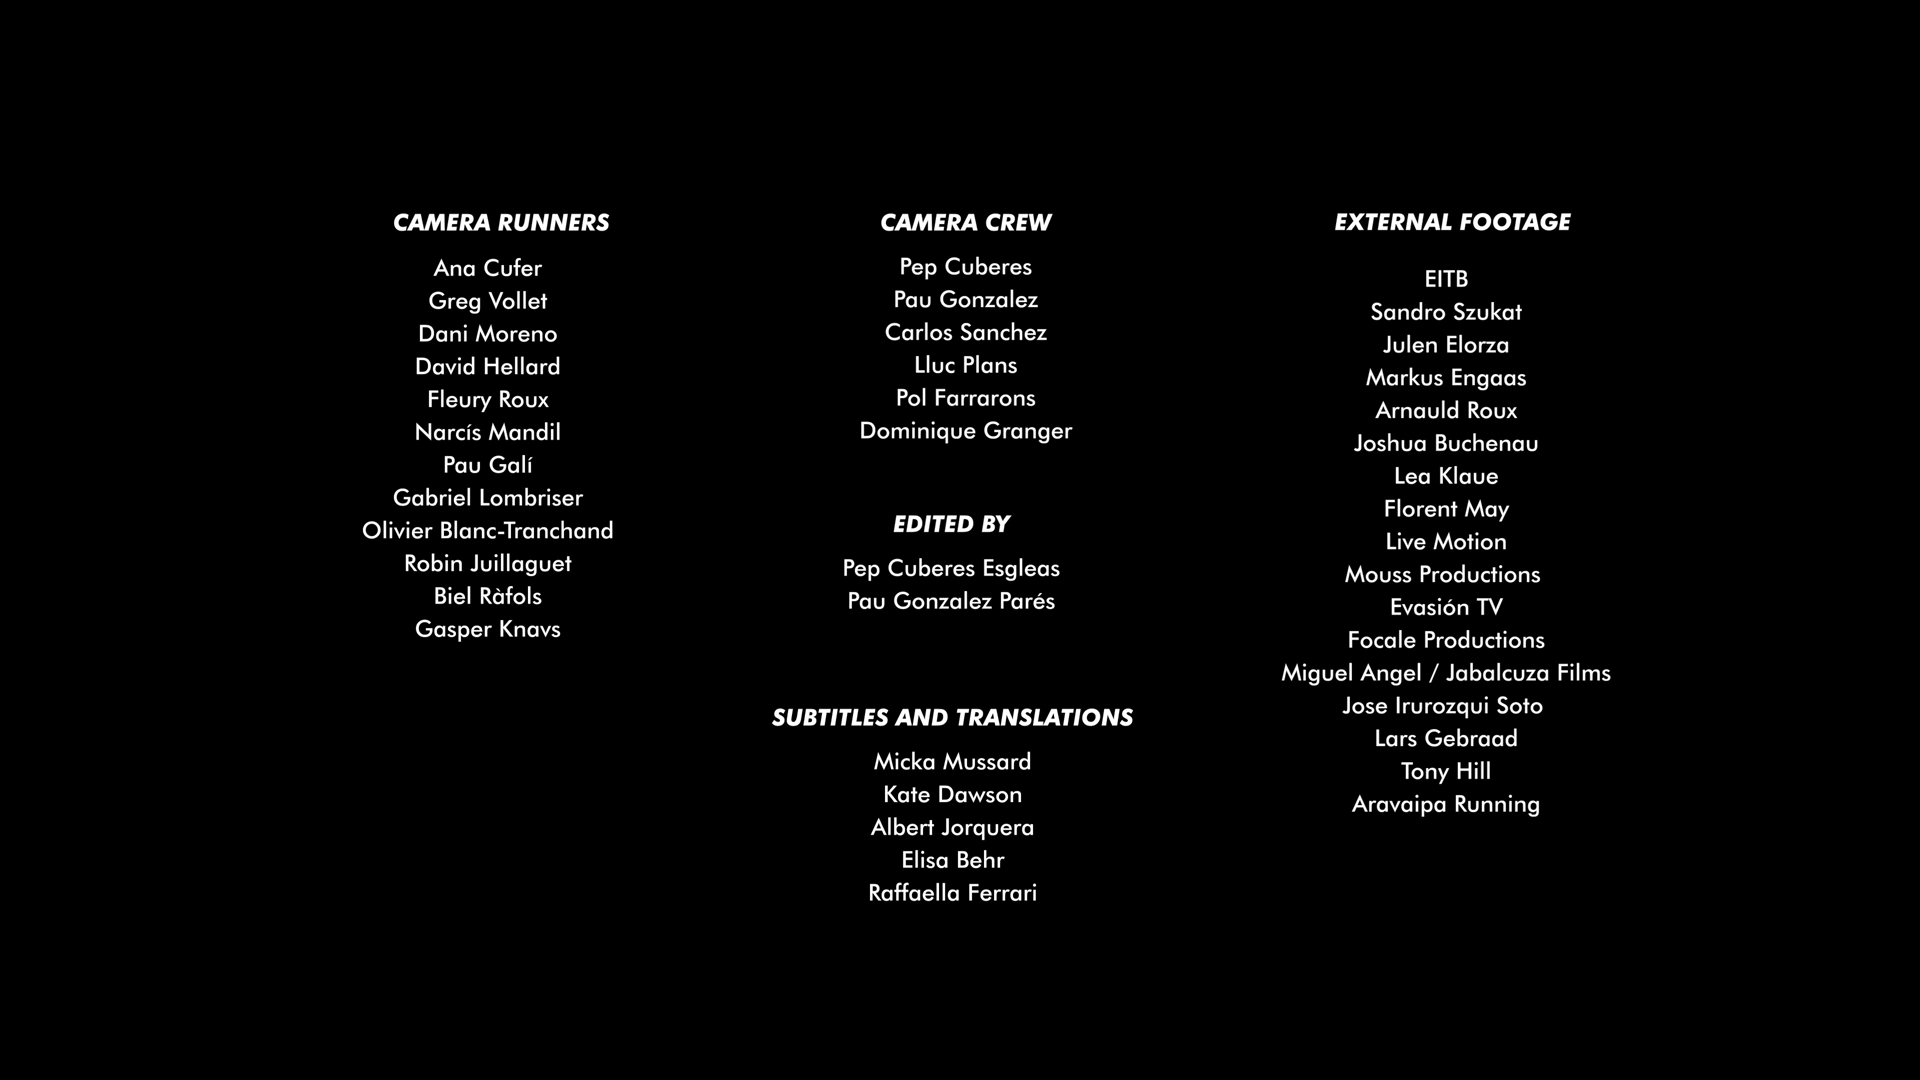 CAMERA RUNNERS
Ana Cufer
Greg Vollet
Dani Moreno
David Hellard
Fleury Roux
Narcís Mandil
Pau Galí
Gabriel Lombriser
Olivier Blanc-Tranchand
Robin Juillaguet
Biel Ràfols
Gasper Knavs
CAMERA CREW
Pep Cuberes
Pau Gonzalez
Carlos Sanchez
Lluc Plans
Pol Farrarons
Dominique Granger
EDITED BY
Pep Cuberes Esgleas
Pau Gonzalez Parés
SUBTITLES AND TRANSLATIONS
Micka Mussard
Kate Dawson
Albert Jorquera
Elisa Behr
Raffaella Ferrari
EXTERNAL FOOTAGE
EITB
Sandro Szukat
Julen Elorza
Markus Engaas
Arnauld Roux
Joshua Buchenau
Lea Klaue
Florent May
Live Motion
Mouss Productions
Evasión TV
Focale Productions
Miguel Angel / Jabalcuza Films
Jose Irurozqui Soto
Lars Gebraad
Tony Hill
Aravaipa Running